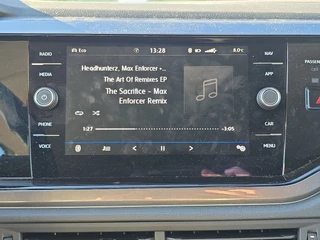 RADIO
MEDIA
PHONE
VOICE
Eco 13:28 8.0°c
Headhunterz, Max Enforcer •..
The Art Of Remixes EP
The Sacrifice - Max
Enforcer Remix
1:27 -3:05
NAV
APP
CAR
MENU